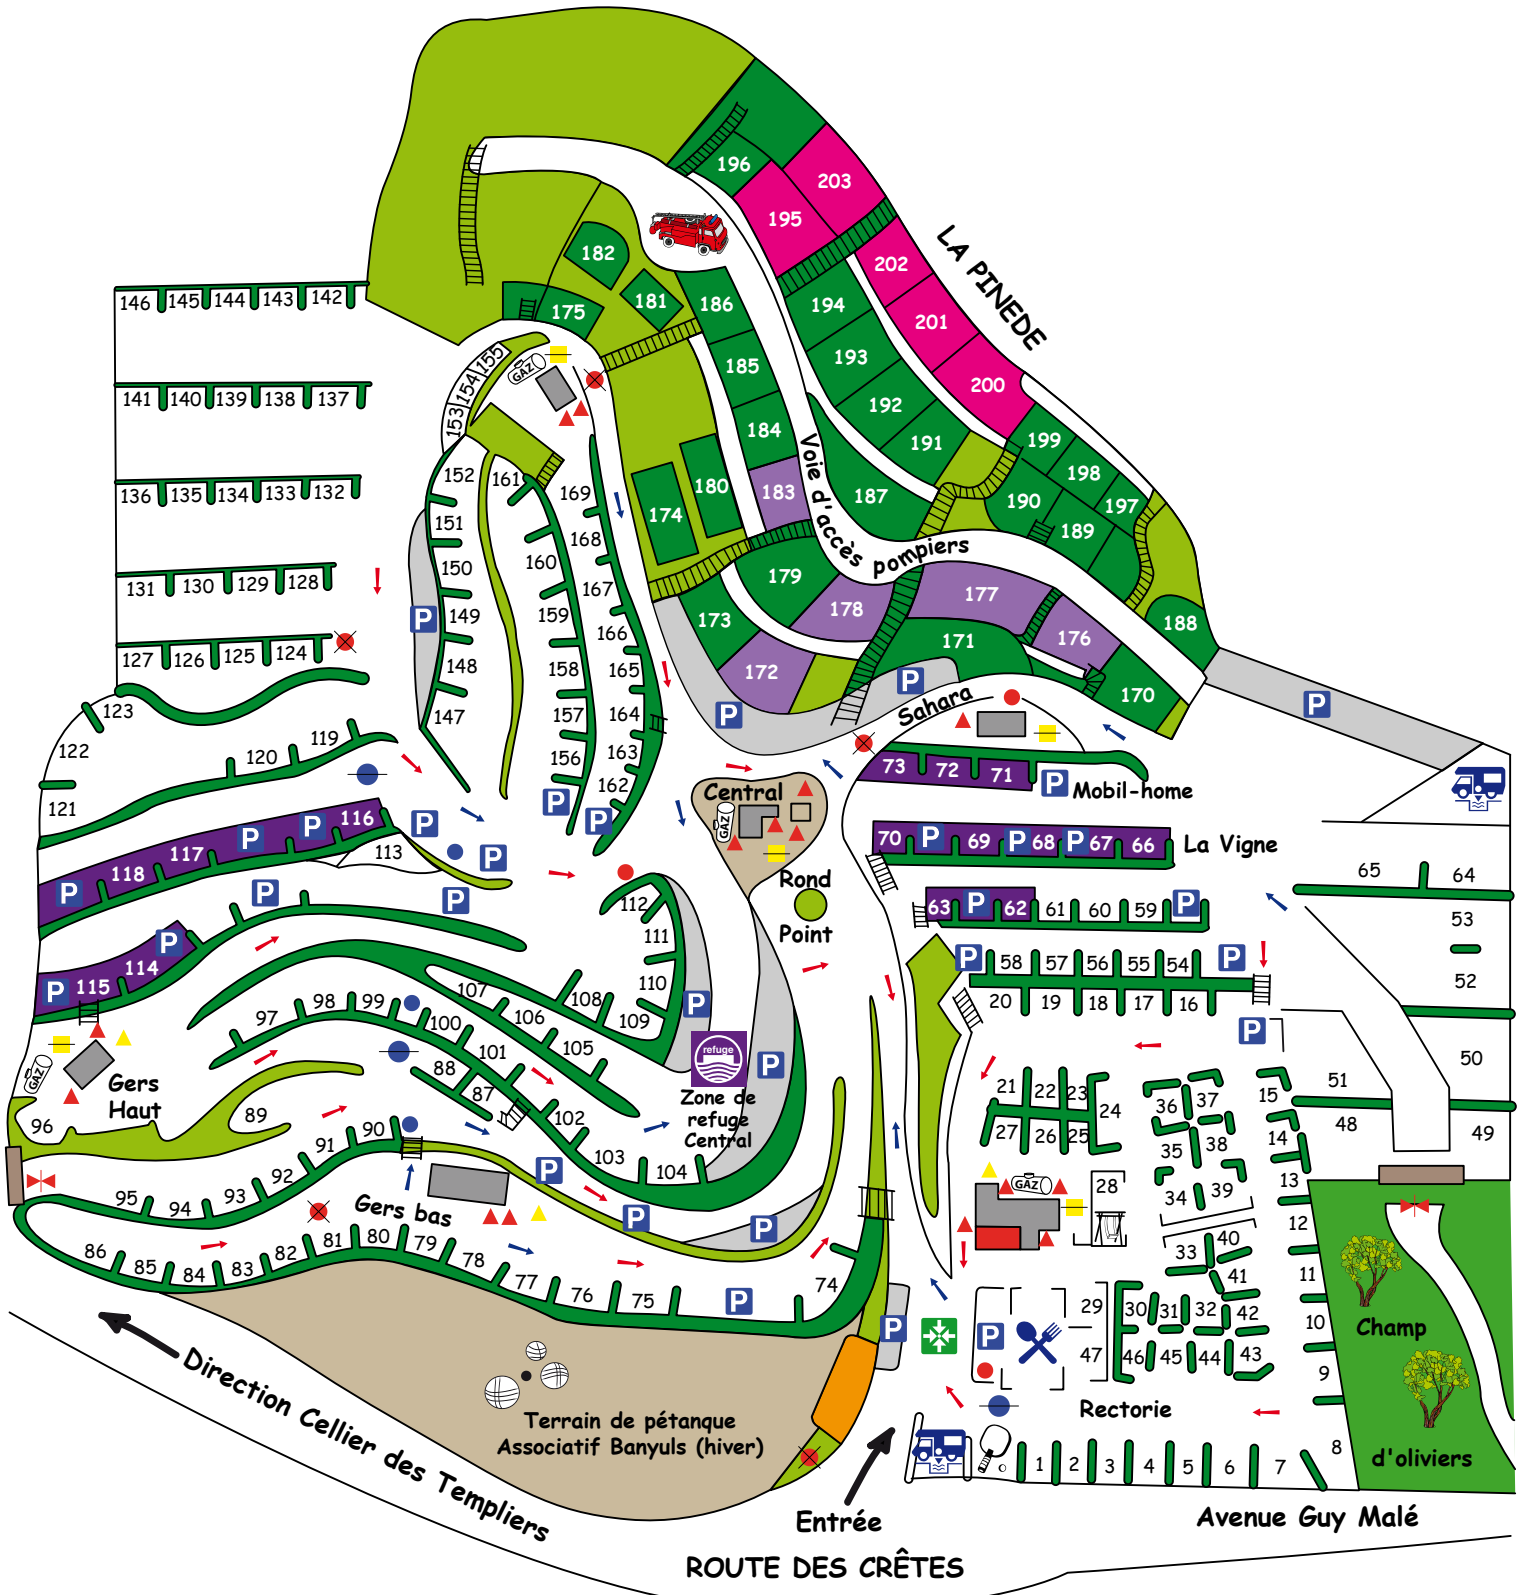 196
203
195
LA PINEDE
202
182
175
181
186
194
201
146 145 144 143 142
185
193
200
155
154
153
GAZ
141 140 139 138 137
184
192
191
199
198
197
Voie d'accès pompiers
152
161
169
180
183
187
190
189
136 135 134 133 132
151
174
168
160
150
179
131 130 129 128
167
178
177
P
149
159
173
166
171
176
188
127 126 125 124
148
158
165
172
P
170
P
123
147
157
164
P
Sahara
122
120
119
156
163
162
73 72 71
P
Mobil-home
121
P
P
Central
GAZ
116
P
P
P
117
118
P
113
P
70
P
69
P
68
P
67
66
La Vigne
Rond
Point
65
64
P
P
112
63
P
62
61
60
59
P
53
P
114
111
P
58
57
56
55
54
P
52
P
115
110
107
108
109
P
20
19
18
17
16
98
99
97
100
106
P
101
105
refuge
P
50
GAZ
Gers
Haut
88
87
Zone de
refuge
Central
21
22
23
24
51
15
36
37
96
89
102
27
26
25
48
49
90
91
103
104
35
38
14
92
93
94
95
P
GAZ
28
34
39
13
Gers bas
P
P
12
86
85
84
83
82
81
80
79
78
77
76
75
P
74
33
40
41
11
P
P
29
30
31
32
42
10
Champ
47
46
45
44
43
9
Direction Cellier des Templiers
Terrain de pétanque
Associatif Banyuls (hiver)
Rectorie
d'oliviers
1 2 3 4 5 6 7 8
Entrée
Avenue Guy Malé
ROUTE DES CRÊTES